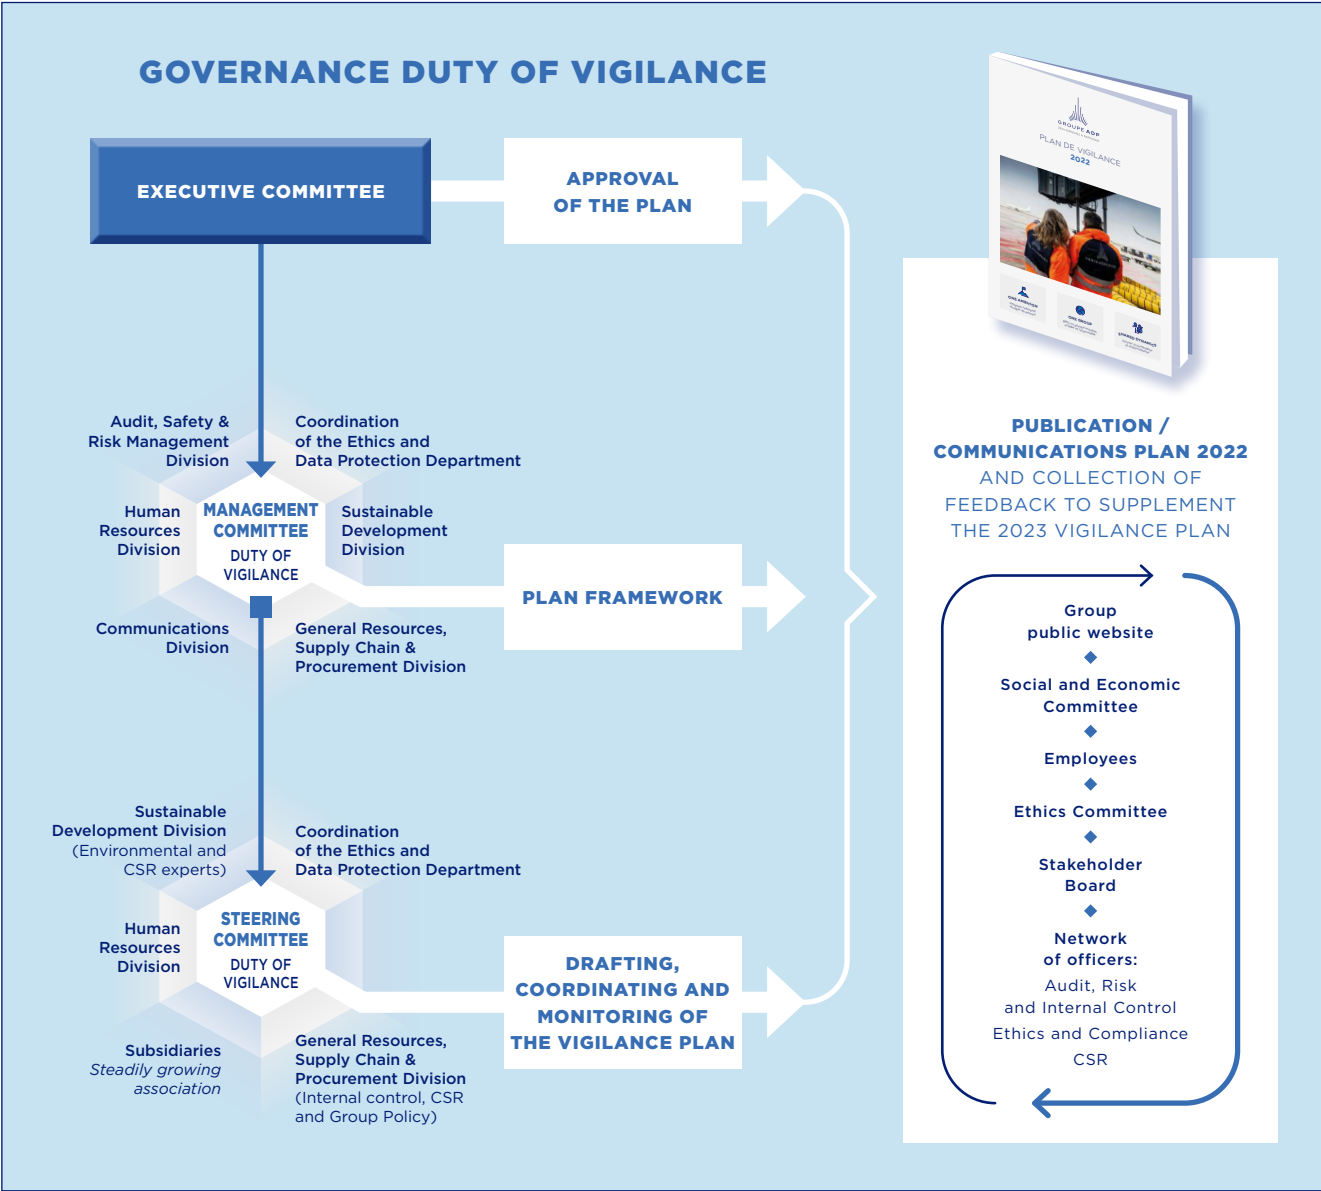 GOVERNANCE DUTY OF VIGILANCE
EXECUTIVE COMMITTEE
APPROVAL
OF THE PLAN
Audit, Safety &
Risk Management
Division
Coordination
of the Ethics and
Data Protection Department
Human
Resources
Division
MANAGEMENT
COMMITTEE
DUTY OF
VIGILANCE
Sustainable
Development
Division
Communications
Division
General Resources,
Supply Chain &
Procurement Division
PLAN FRAMEWORK
Sustainable
Development Division
(Environmental and
CSR experts)
Coordination
of the Ethics and
Data Protection Department
Human
Resources
Division
STEERING
COMMITTEE
DUTY OF
VIGILANCE
Subsidiaries
Steadily growing
association
General Resources,
Supply Chain &
Procurement Division
(Internal control, CSR
and Group Policy)
DRAFTING,
COORDINATING AND
MONITORING OF
THE VIGILANCE PLAN
GROUPE ADP
PLAN DE VIGILANCE
2022
ONE AMBITION
ONE GROUP
SHARED DYNAMICS
PUBLICATION /
COMMUNICATIONS PLAN 2022
AND COLLECTION OF
FEEDBACK TO SUPPLEMENT
THE 2023 VIGILANCE PLAN
Group
public website
Social and Economic
Committee
Employees
Ethics Committee
Stakeholder
Board
Network
of officers:
Audit, Risk
and Internal Control
Ethics and Compliance
CSR